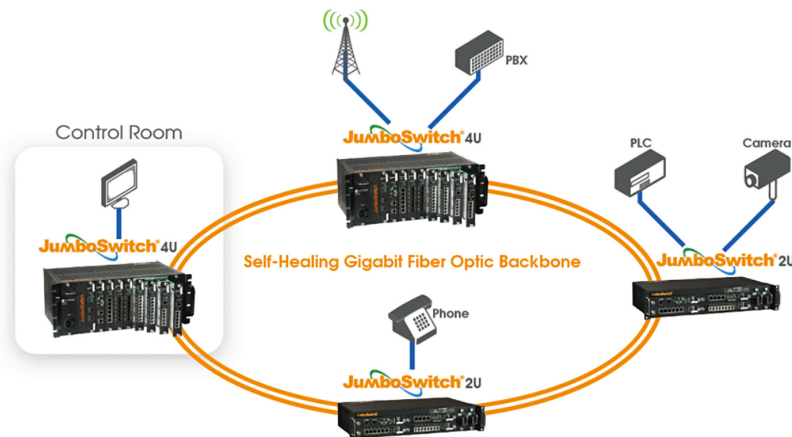 PBX
JumboSwitch® 4U
Control Room
PLC
Camera
JumboSwitch® 4U
Self-Healing Gigabit Fiber Optic Backbone
JumboSwitch® 2U
Phone
JumboSwitch® 2U